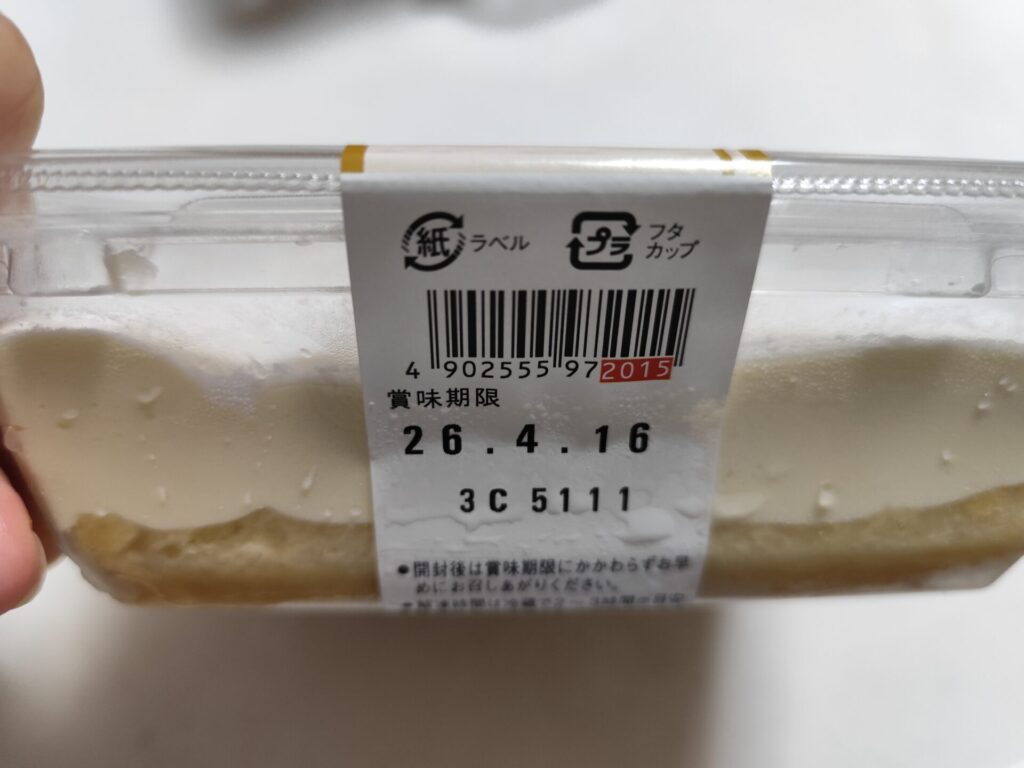 紙 ラベル
プラ フタ
カップ
4 902555 972015
賞味期限
26.4.16
3C 5111
●開封後は賞味期限にかかわらずお早
めにお召しあがりください。